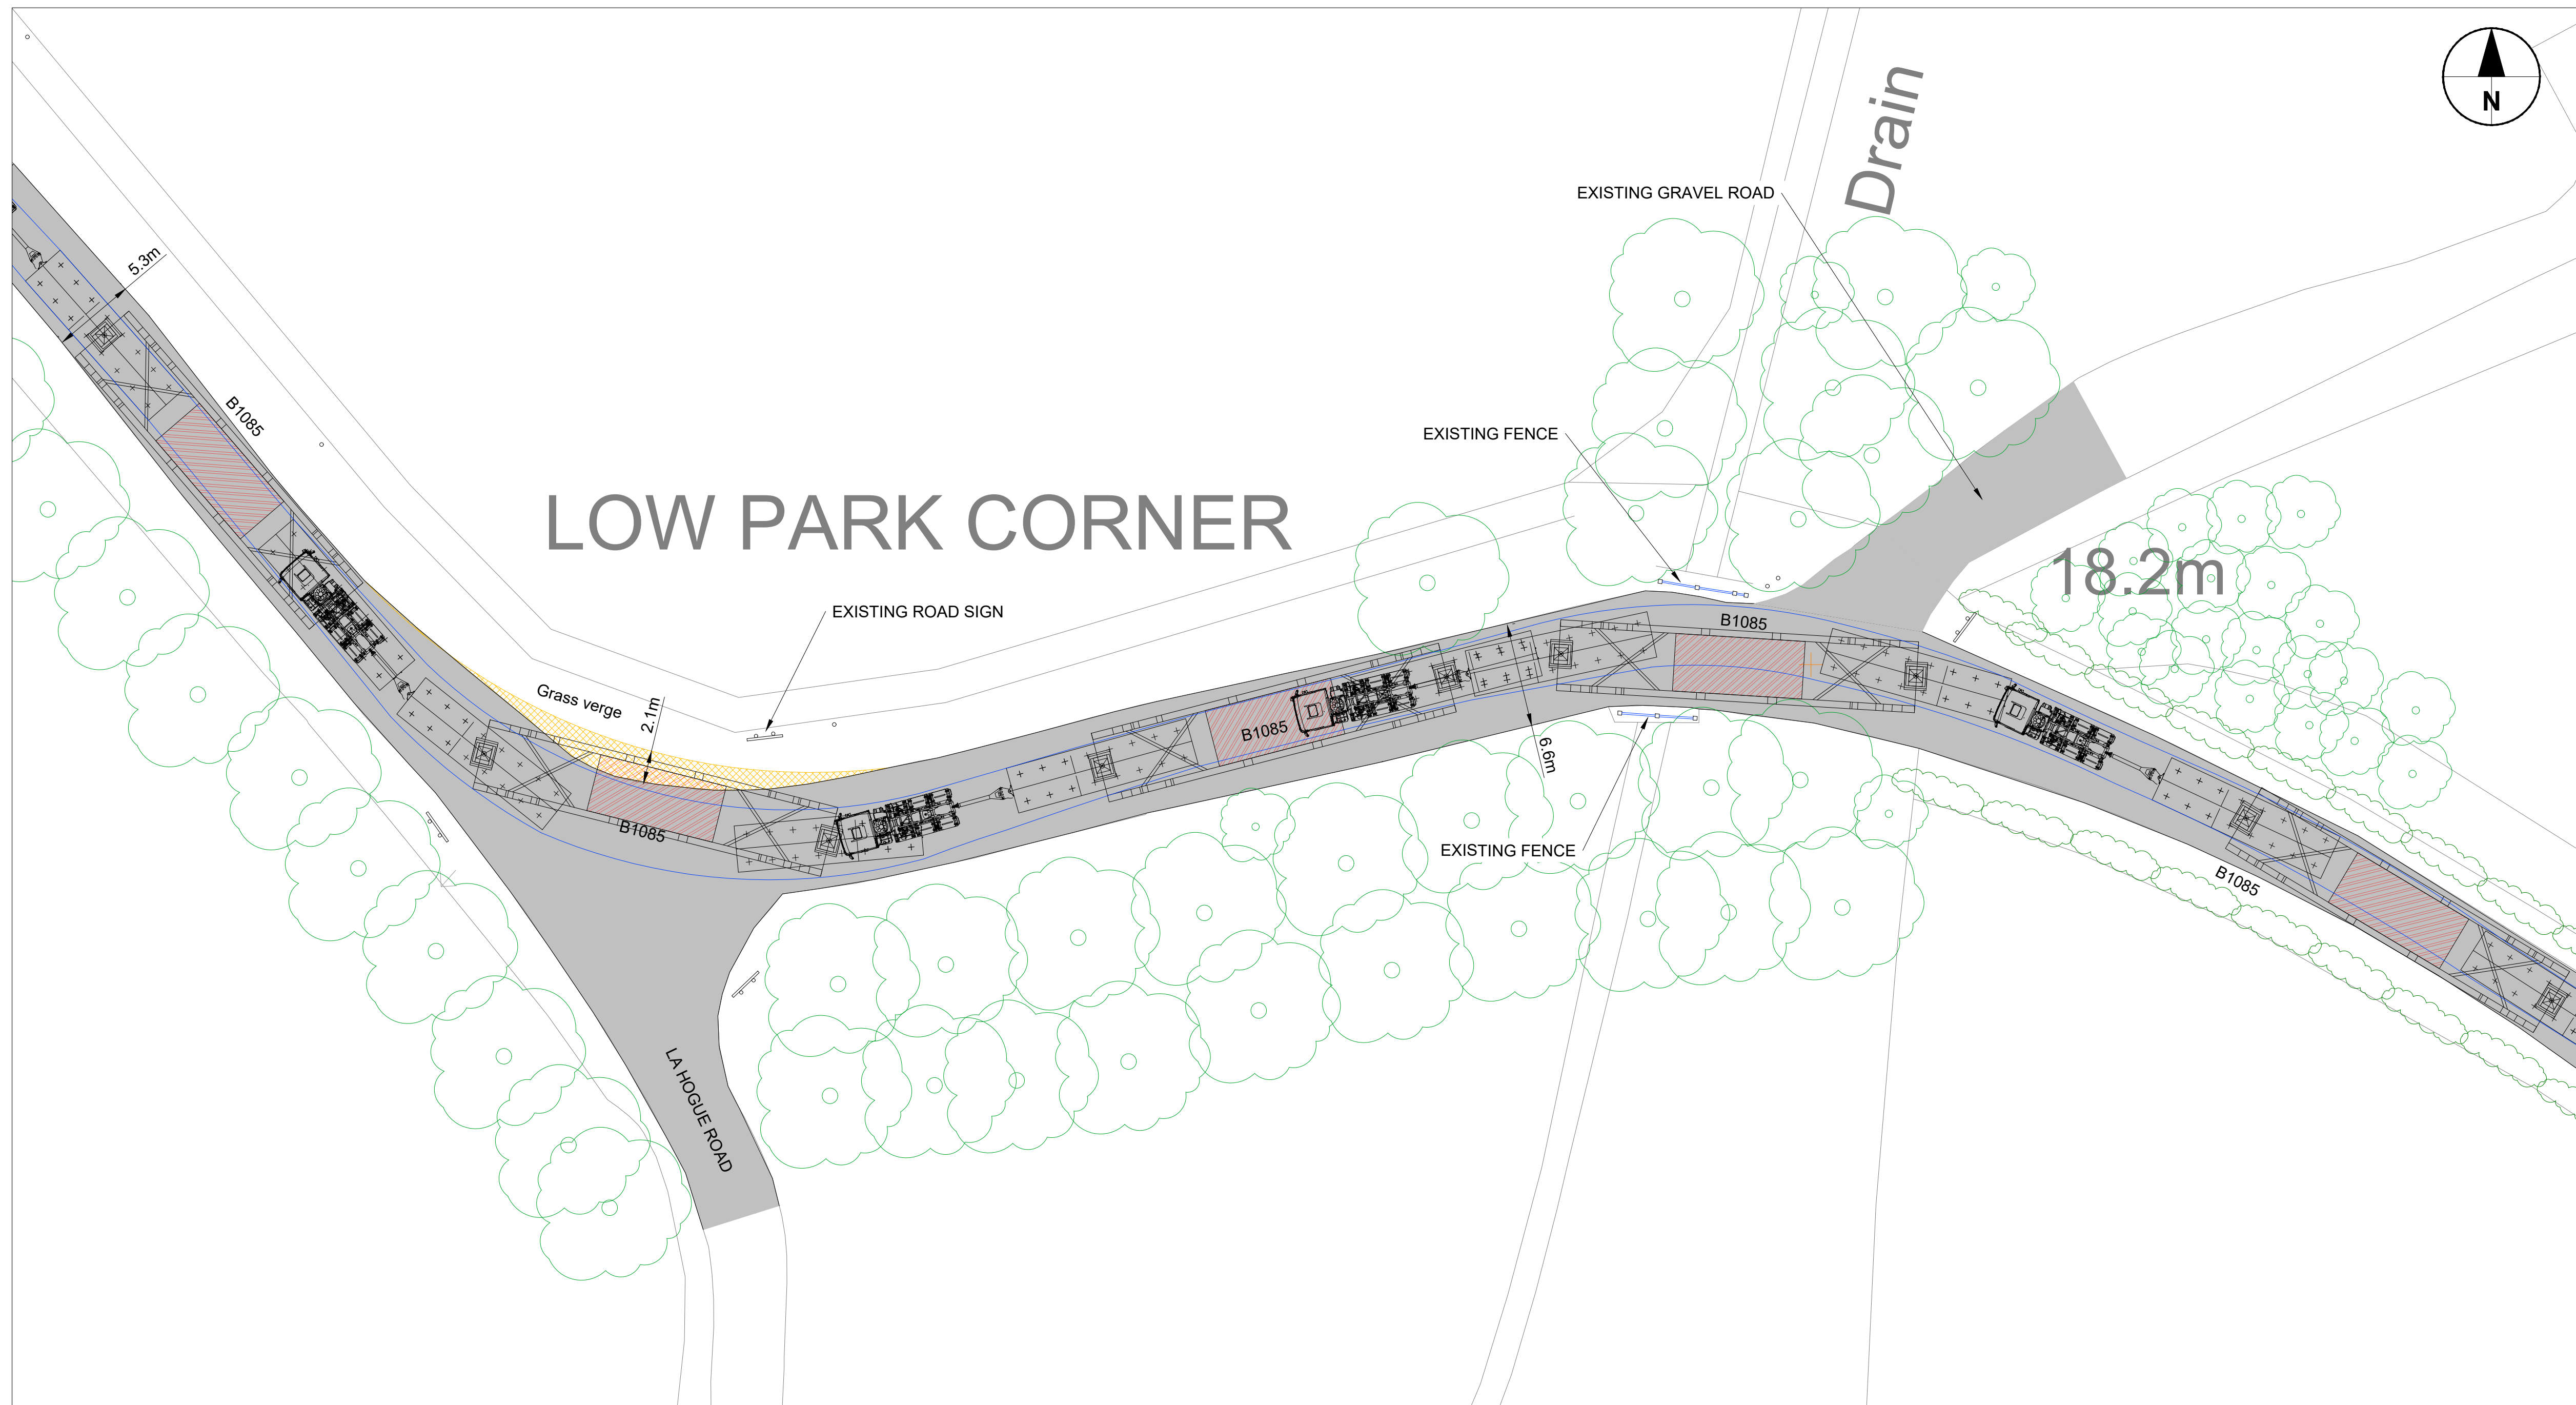 N
Drain
EXISTING GRAVEL ROAD
5.3m
B1085
EXISTING FENCE
LOW PARK CORNER
18.2m
EXISTING ROAD SIGN
B1085
Grass verge
2.1m
B1085
6.6m
B1085
EXISTING FENCE
B1085
LA HOGUE ROAD